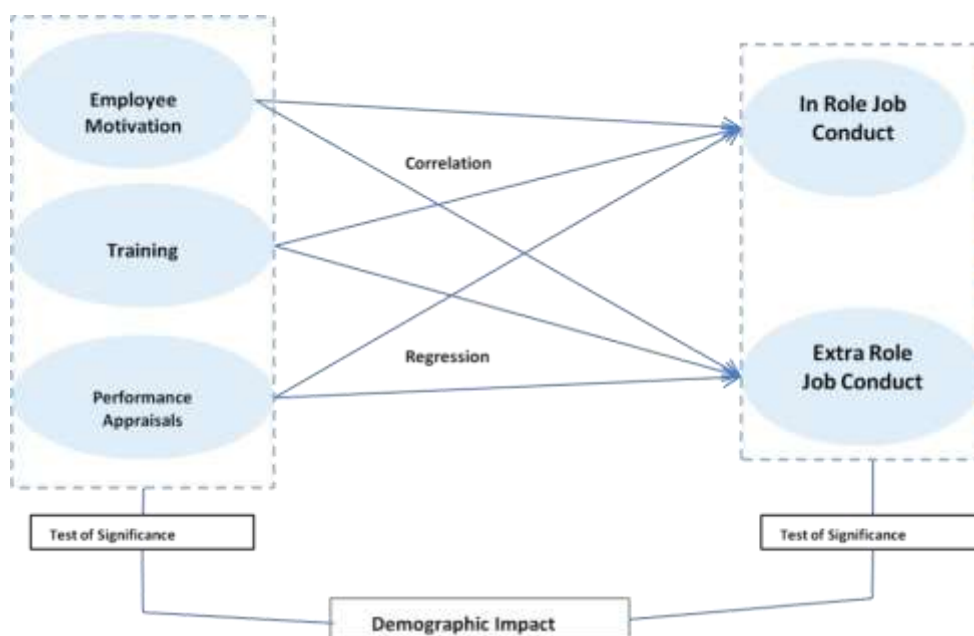 Employee
Motivation
In Role Job
Conduct
Correlation
Training
Regression
Extra Role
Job Conduct
Performance
Appraisals
Test of Significance
Test of Significance
Demographic Impact